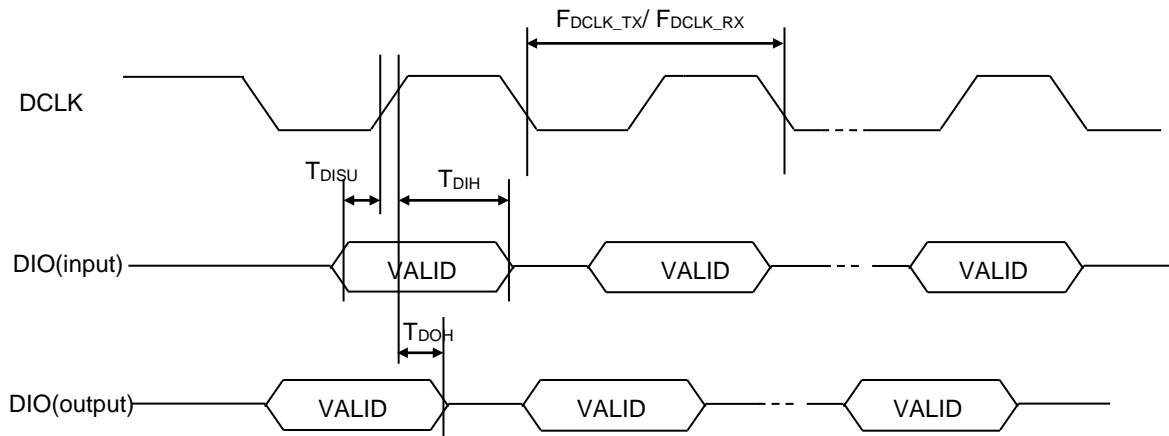 FDCLK_TX/ FDCLK_RX
DCLK
TDISU
TDIH
DIO(input)
VALID
VALID
VALID
TDOH
DIO(output)
VALID
VALID
VALID